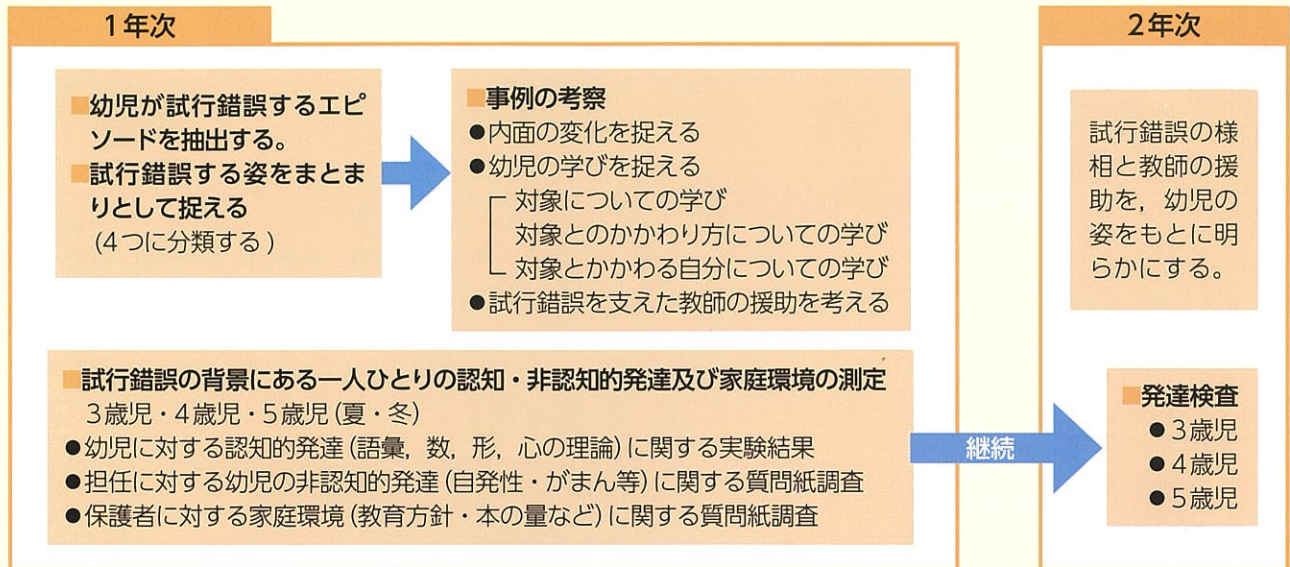 1年次
■幼児が試行錯誤するエピ
ソードを抽出する。
■試行錯誤する姿をまとま
りとして捉える
(4つに分類する)
■事例の考察
●内面の変化を捉える
●幼児の学びを捉える
対象についての学び
対象とのかかわり方についての学び
対象とかかわる自分についての学び
●試行錯誤を支えた教師の援助を考える
■試行錯誤の背景にある一人ひとりの認知・非認知的発達及び家庭環境の測定
3歳児・4歳児・5歳児(夏・冬)
●幼児に対する認知的発達(語彙,数,形,心の理論)に関する実験結果
●担任に対する幼児の非認知的発達(自発性・がまん等)に関する質問紙調査
●保護者に対する家庭環境(教育方針・本の量など)に関する質問紙調査
継続
2年次
試行錯誤の様
相と教師の援
助を,幼児の
姿をもとに明
らかにする。
■発達検査
●3歳児
●4歳児
●5歳児